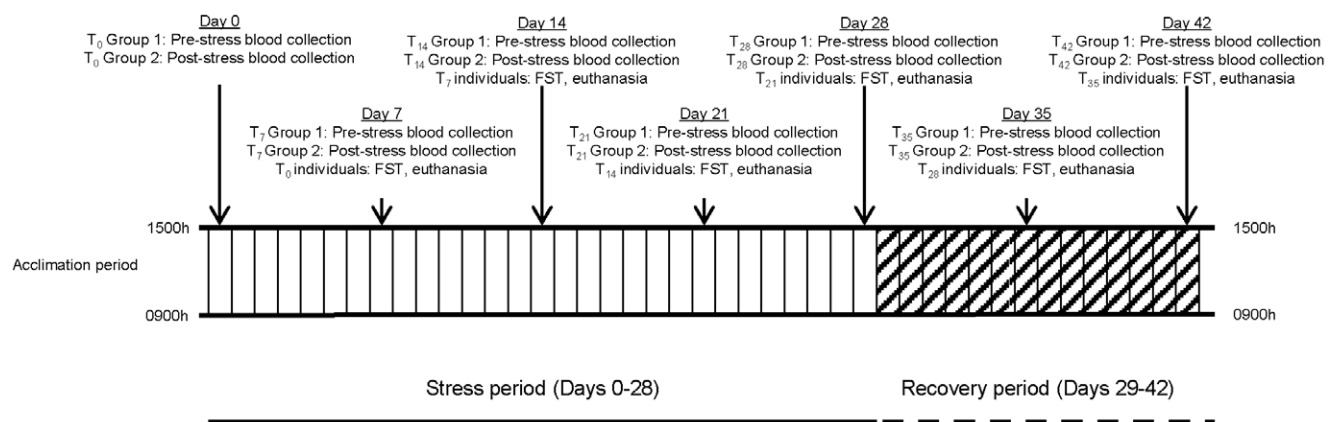 Day 0
T₀ Group 1: Pre-stress blood collection
T₀ Group 2: Post-stress blood collection
Day 14
T₁₄ Group 1: Pre-stress blood collection
T₁₄ Group 2: Post-stress blood collection
T₇ individuals: FST, euthanasia
Day 28
T₂₈ Group 1: Pre-stress blood collection
T₂₈ Group 2: Post-stress blood collection
T₂₁ individuals: FST, euthanasia
Day 42
T₄₂ Group 1: Pre-stress blood collection
T₄₂ Group 2: Post-stress blood collection
T₃₅ individuals: FST, euthanasia
Day 7
T₇ Group 1: Pre-stress blood collection
T₇ Group 2: Post-stress blood collection
T₀ individuals: FST, euthanasia
Day 21
T₂₁ Group 1: Pre-stress blood collection
T₂₁ Group 2: Post-stress blood collection
T₁₄ individuals: FST, euthanasia
Day 35
T₃₅ Group 1: Pre-stress blood collection
T₃₅ Group 2: Post-stress blood collection
T₂₈ individuals: FST, euthanasia
1500h
1500h
Acclimation period
0900h
0900h
Stress period (Days 0-28)
Recovery period (Days 29-42)